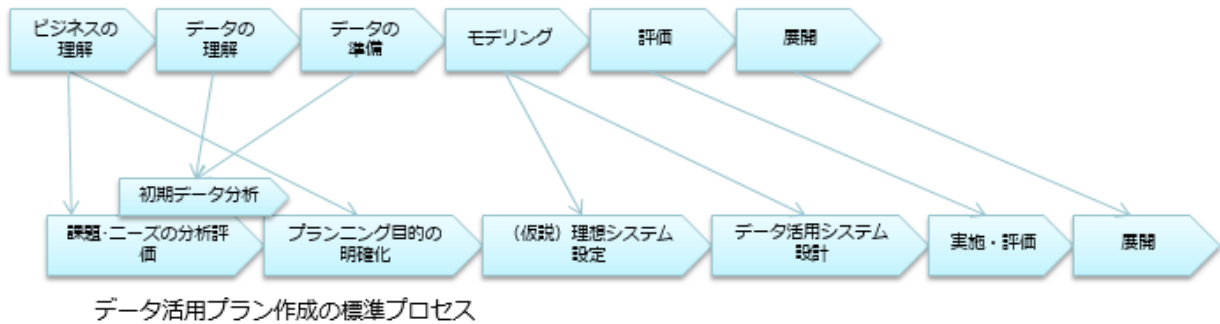 ビジネスの
理解
データの
理解
データの
準備
モデリング
評価
展開
初期データ分析
課題・ニーズの分析評
価
プランニング目的の
明確化
（仮説）理想システム
設定
データ活用システム
設計
実施・評価
展開
データ活用プラン作成の標準プロセス